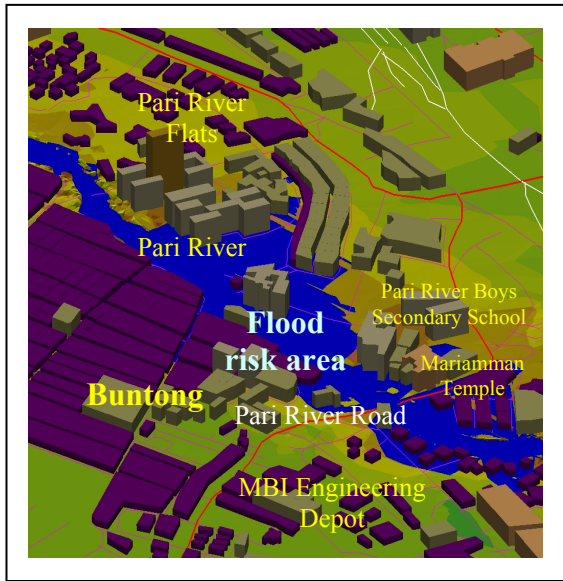 Pari River
Flats
Pari River
Pari River Boys
Secondary School
Flood
risk area
Mariamman
Temple
Buntong
Pari River Road
MBI Engineering
Depot